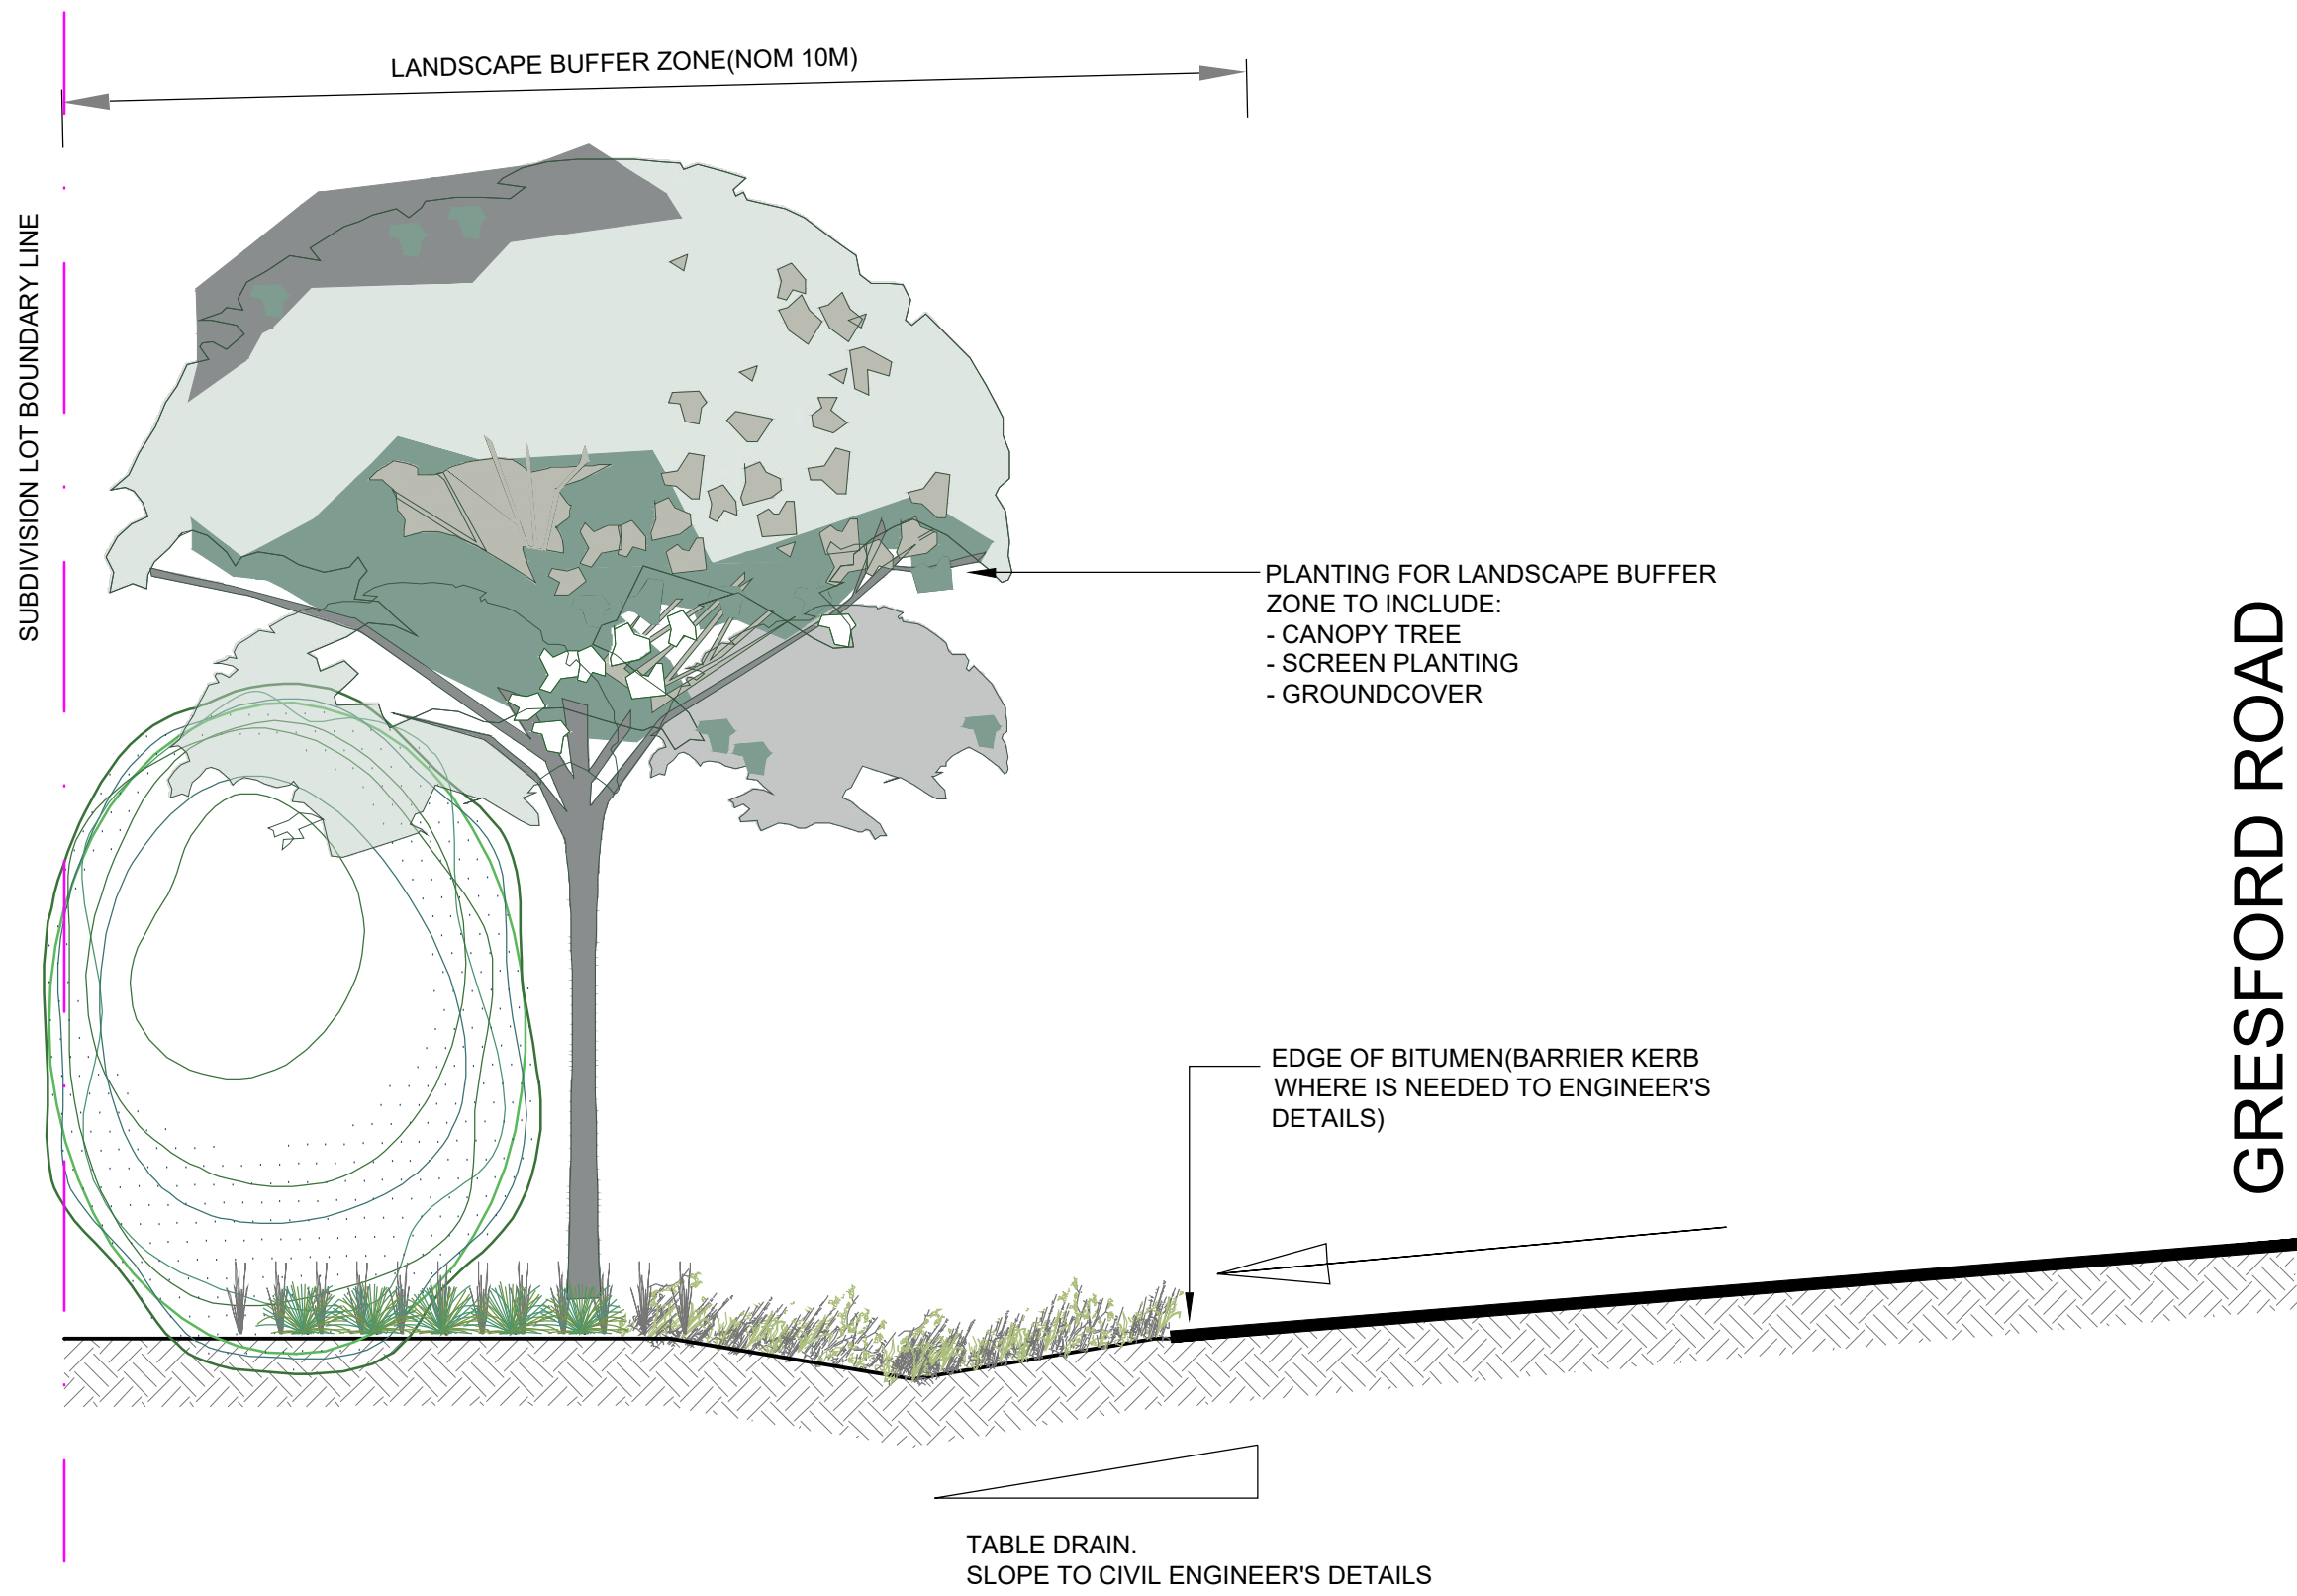 LANDSCAPE BUFFER ZONE(NOM 10M)
SUBDIVISION LOT BOUNDARY LINE
PLANTING FOR LANDSCAPE BUFFER
ZONE TO INCLUDE:
- CANOPY TREE
- SCREEN PLANTING
- GROUNDCOVER
GRESFORD ROAD
EDGE OF BITUMEN(BARRIER KERB
WHERE IS NEEDED TO ENGINEER'S
DETAILS)
TABLE DRAIN.
SLOPE TO CIVIL ENGINEER'S DETAILS